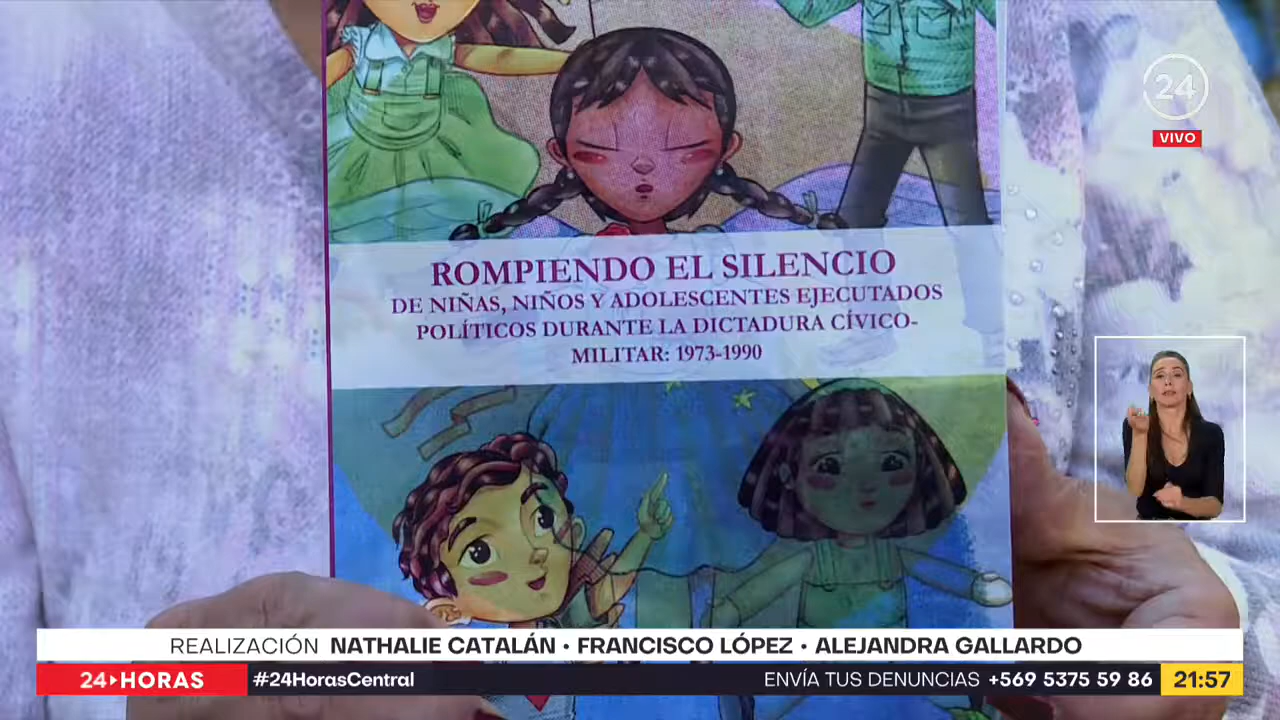 24
VIVO
ROMPIENDO EL SILENCIO
DE NIÑAS, NIÑOS Y ADOLESCENTES EJECUTADOS
POLÍTICOS DURANTE LA DICTADURA CÍVICO-
MILITAR: 1973-1990
REALIZACIÓN NATHALIE CATALÁN • FRANCISCO LÓPEZ • ALEJANDRA GALLARDO
24 HORAS #24HorasCentral ENVÍA TUS DENUNCIAS +569 5375 59 86 21:57